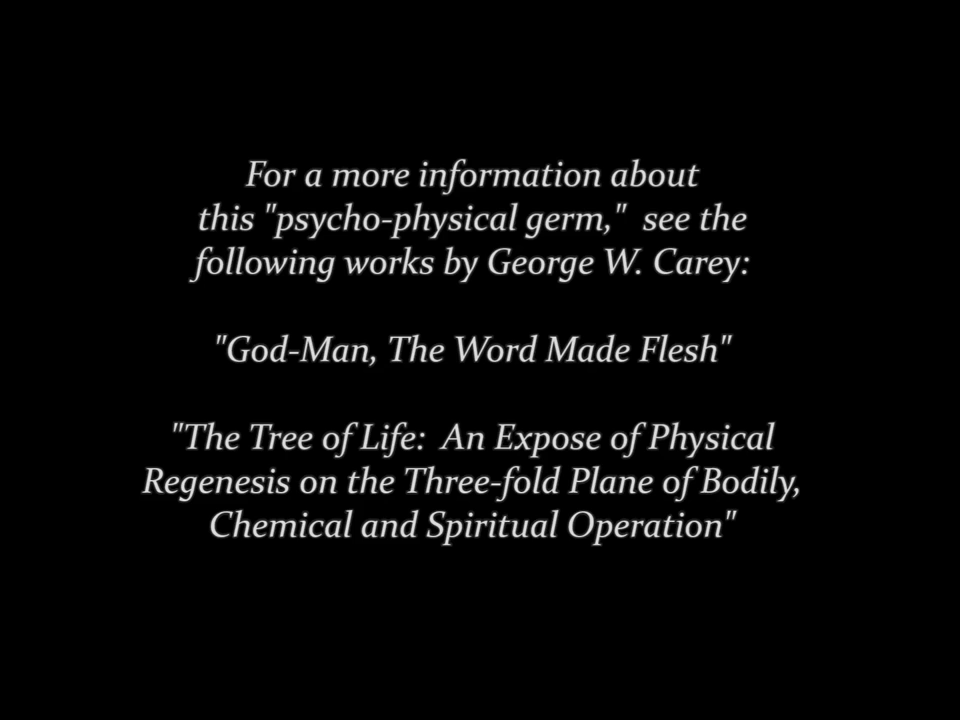 For a more information about
this "psycho-physical germ,"  see the
following works by George W. Carey:
"God-Man, The Word Made Flesh"
"The Tree of Life:  An Expose of Physical
Regenesis on the Three-fold Plane of Bodily,
Chemical and Spiritual Operation"